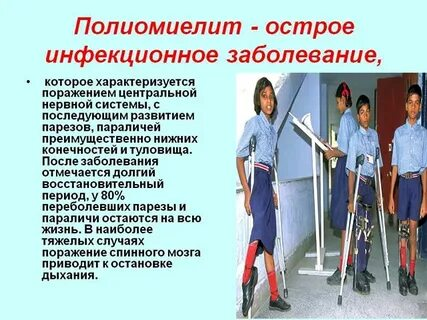 Полиомиелит - острое
инфекционное заболевание,
• которое характеризуется
поражением центральной
нервной системы, с
последующим развитием
парезов, параличей
преимущественно нижних
конечностей и туловища.
После заболевания
отмечается долгий
восстановительный
период, у 80%
переболевших парезы и
параличи остаются на всю
жизнь. В наиболее
тяжелых случаях
поражение спинного мозга
приводит к остановке
дыхания.